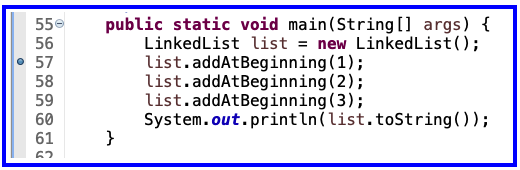 55 public static void main(String[] args) {
56 LinkedList list = new LinkedList();
57 list.addAtBeginning(1);
58 list.addAtBeginning(2);
59 list.addAtBeginning(3);
60 System.out.println(list.toString());
61 }
62